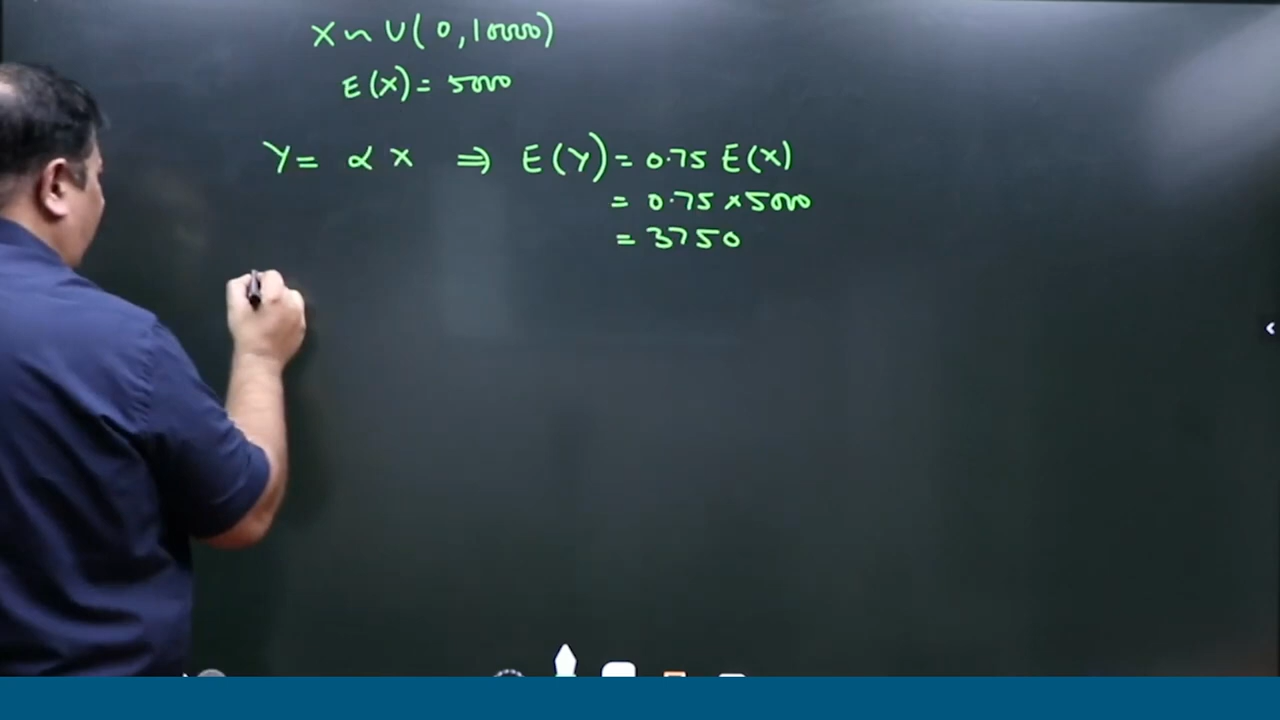 X ~ U(0,10000)
E(X) = 5000
Y = α X ⇒ E(Y) = 0.75 E(X)
= 0.75 × 5000
= 3750